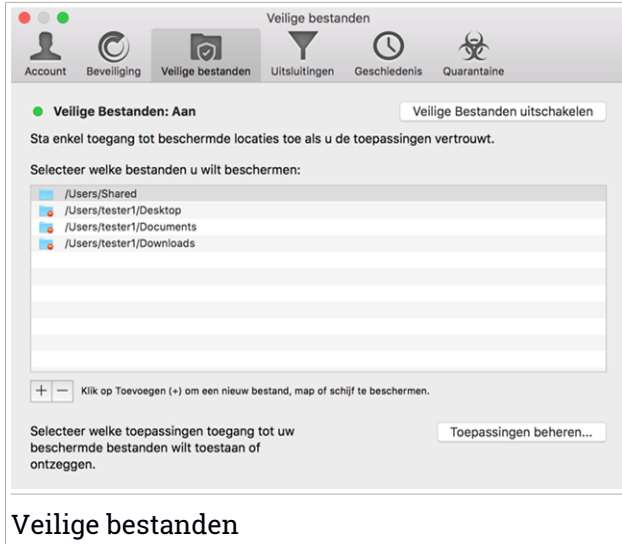 Veilige bestanden
Account Beveiliging Veilige bestanden Uitsluitingen Geschiedenis Quarantaine
Veilige Bestanden: Aan Veilige Bestanden uitschakelen
Sta enkel toegang tot beschermde locaties toe als u de toepassingen vertrouwt.
Selecteer welke bestanden u wilt beschermen:
/Users/Shared
/Users/tester1/Desktop
/Users/tester1/Documents
/Users/tester1/Downloads
+ − Klik op Toevoegen (+) om een nieuw bestand, map of schijf te beschermen.
Selecteer welke toepassingen toegang tot uw
beschermde bestanden wilt toestaan of
ontzeggen.
Toepassingen beheren...
Veilige bestanden